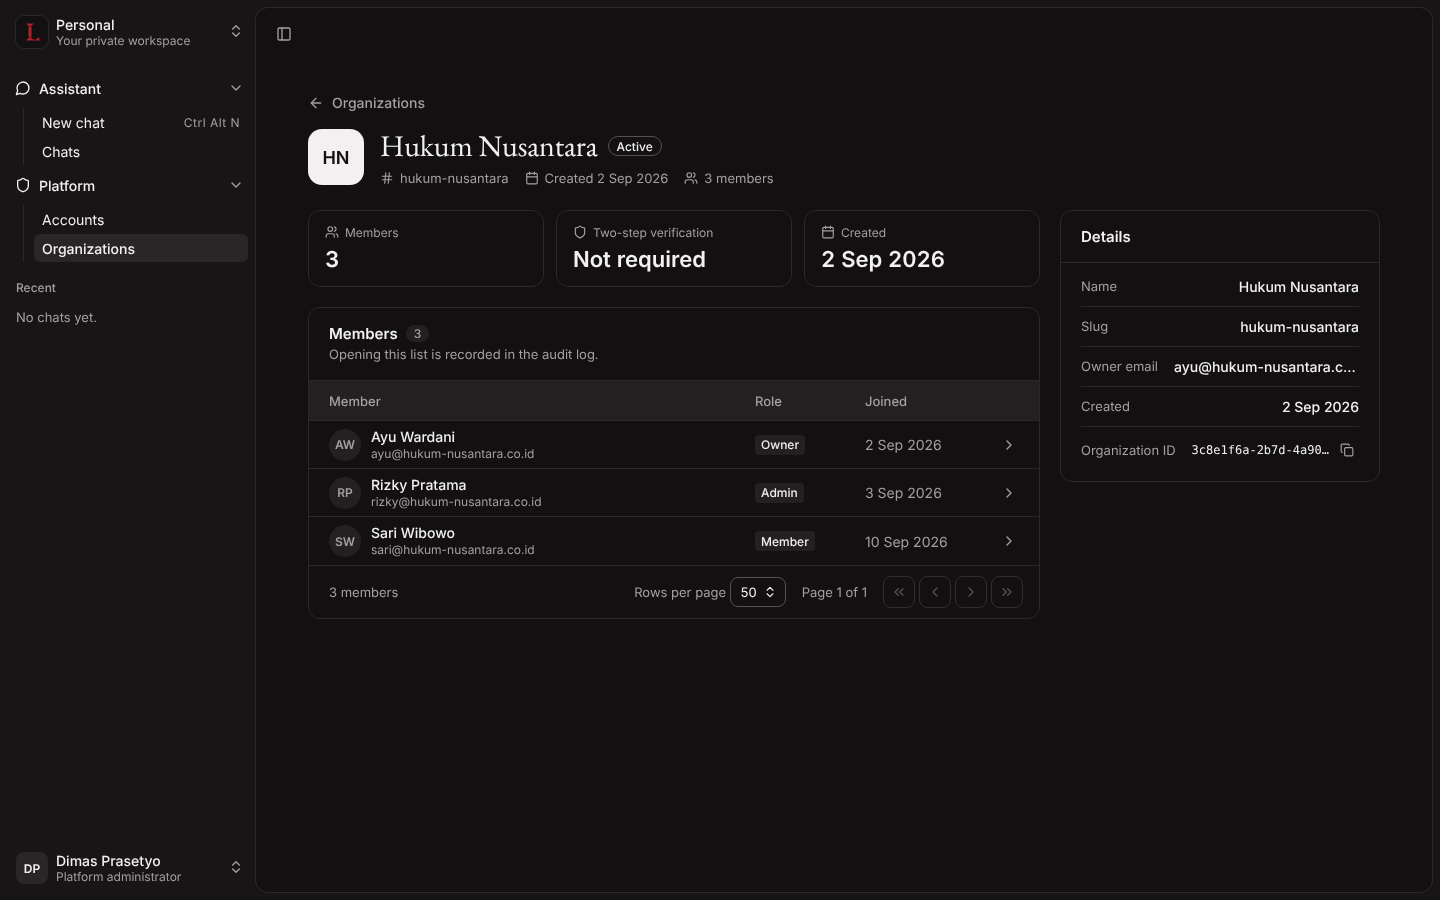 L
Personal
Your private workspace
Assistant
New chat
Ctrl Alt N
Chats
Platform
Accounts
Organizations
Recent
No chats yet.
DP
Dimas Prasetyo
Platform administrator
Organizations
HN
Hukum Nusantara
Active
hukum-nusantara
Created 2 Sep 2026
3 members
Members
3
Two-step verification
Not required
Created
2 Sep 2026
Members 3
Opening this list is recorded in the audit log.
Member Role Joined
AW
Ayu Wardani
ayu@hukum-nusantara.co.id
Owner
2 Sep 2026
RP
Rizky Pratama
rizky@hukum-nusantara.co.id
Admin
3 Sep 2026
SW
Sari Wibowo
sari@hukum-nusantara.co.id
Member
10 Sep 2026
3 members
Rows per page 50
Page 1 of 1
Details
Name Hukum Nusantara
Slug hukum-nusantara
Owner email ayu@hukum-nusantara.c...
Created 2 Sep 2026
Organization ID 3c8e1f6a-2b7d-4a90…